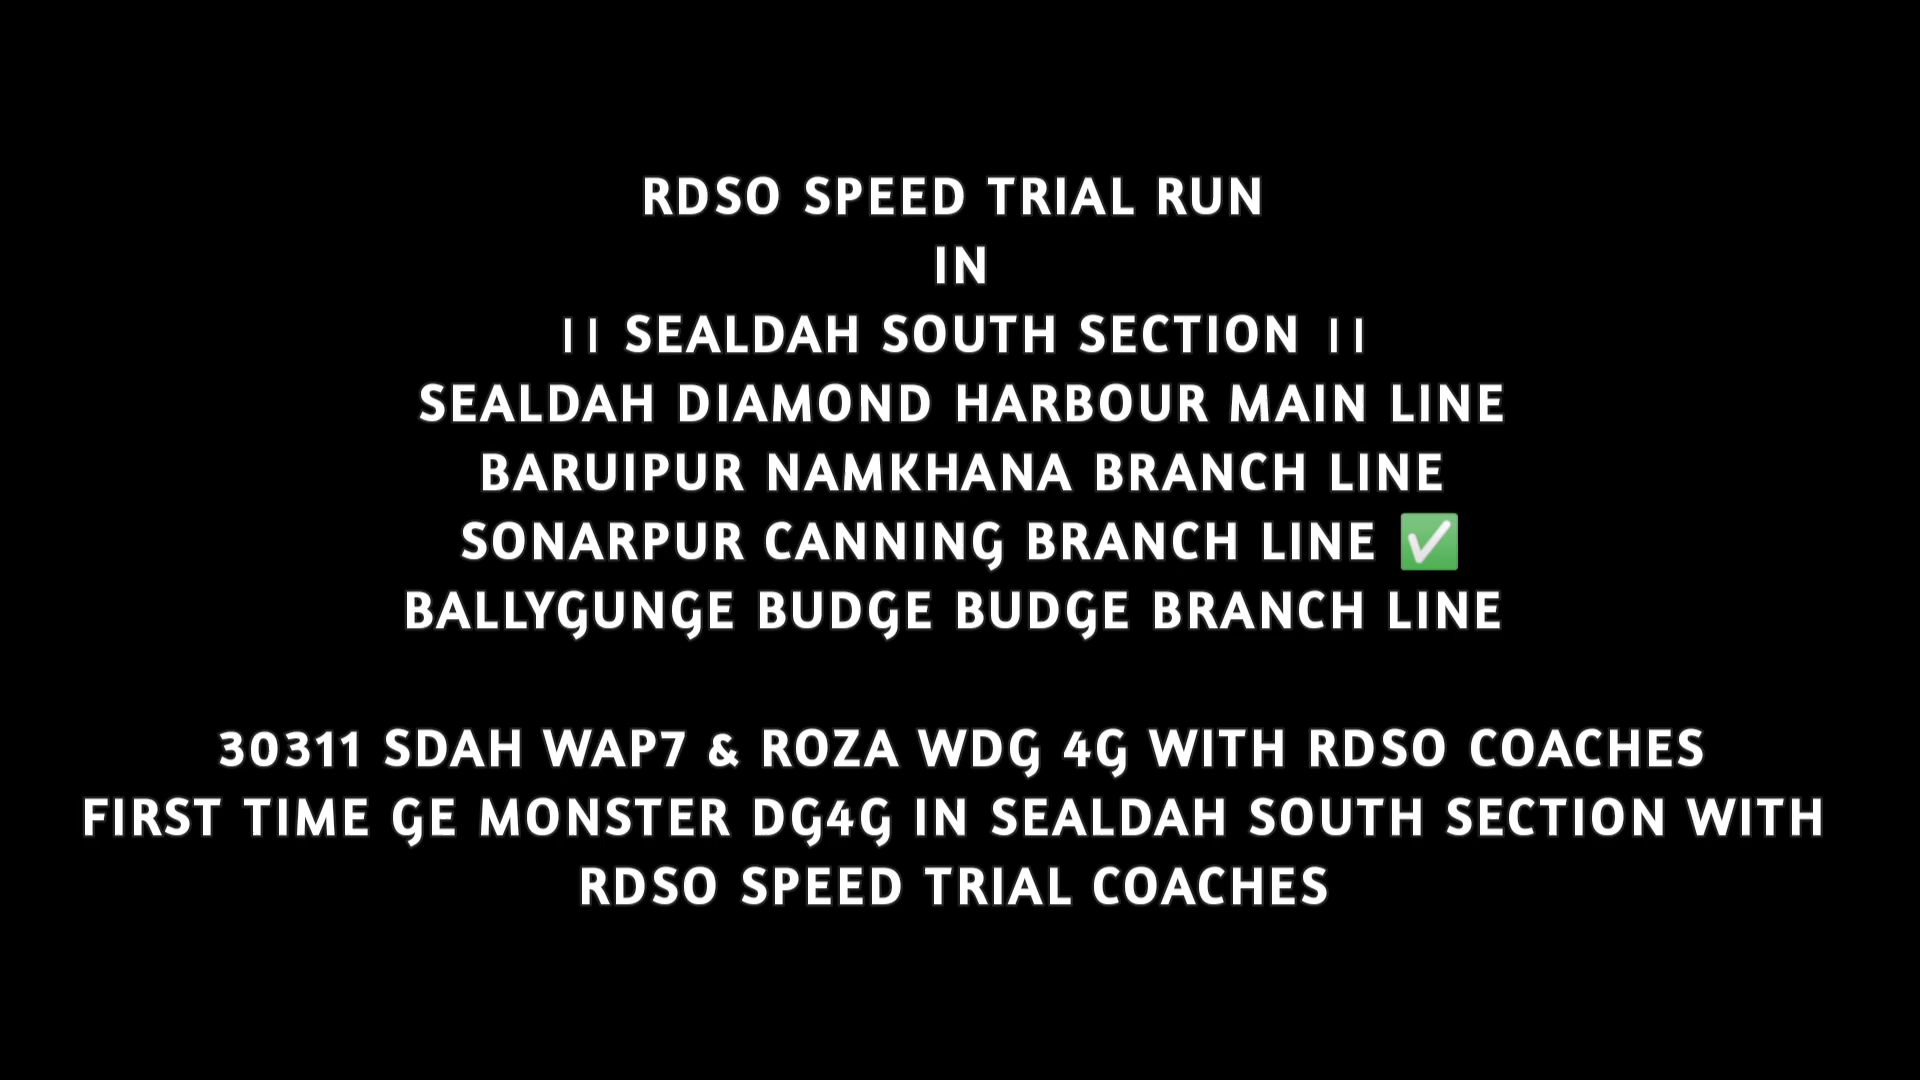 RDSO SPEED TRIAL RUN
IN
।। SEALDAH SOUTH SECTION ।।
SEALDAH DIAMOND HARBOUR MAIN LINE
BARUIPUR NAMKHANA BRANCH LINE
SONARPUR CANNING BRANCH LINE ✅
BALLYGUNGE BUDGE BUDGE BRANCH LINE
30311 SDAH WAP7 & ROZA WDG 4G WITH RDSO COACHES
FIRST TIME GE MONSTER DG4G IN SEALDAH SOUTH SECTION WITH
RDSO SPEED TRIAL COACHES